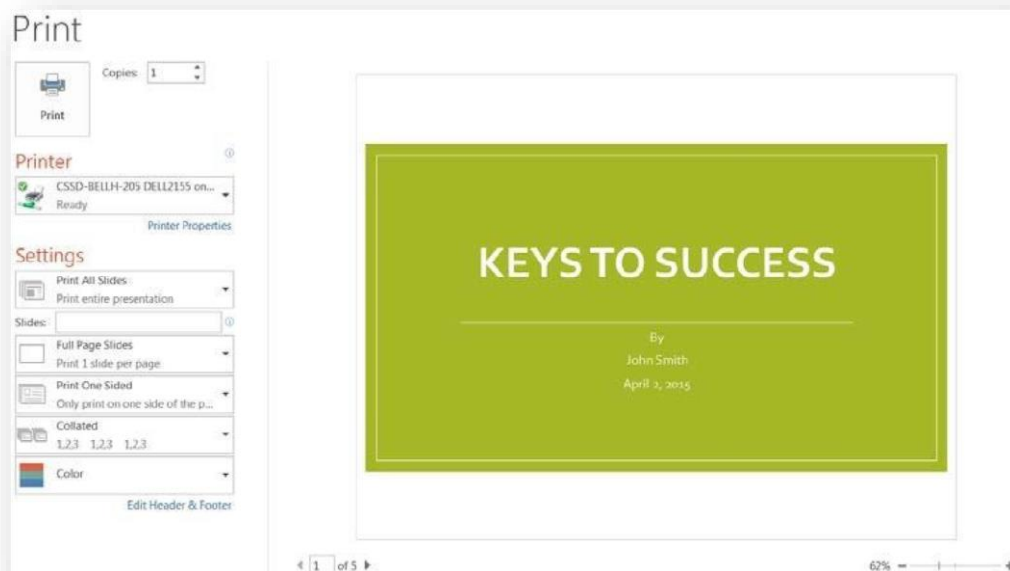 Print
Copies: 1
Print
Printer
CSSD-BELLH-205 DELL2155 on...
Ready
Printer Properties
Settings
Print All Slides
Print entire presentation
Slides:
Full Page Slides
Print 1 slide per page
Print One Sided
Only print on one side of the p...
Collated
1,2,3 1,2,3 1,2,3
Color
Edit Header & Footer
KEYS TO SUCCESS
By
John Smith
April 2, 2015
1 of 5
62%